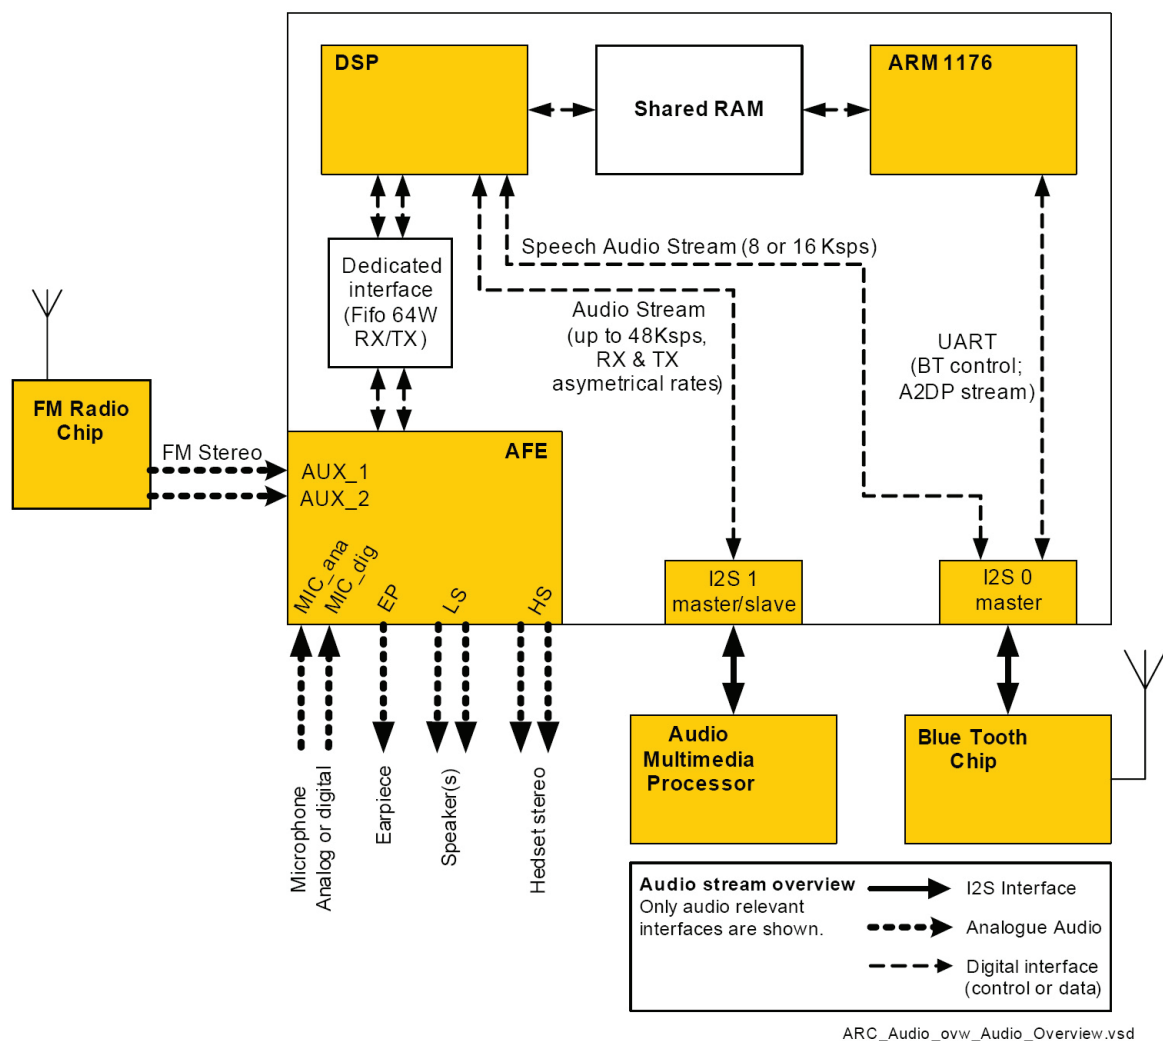 DSP
Shared RAM
ARM 1176
Speech Audio Stream (8 or 16 Ksps)
Dedicated
interface
(Fifo 64W
RX/TX)
Audio Stream
(up to 48Ksps,
RX & TX
asymetrical rates)
UART
(BT control;
A2DP stream)
FM Radio
Chip
FM Stereo
AFE
AUX_1
AUX_2
MIC_ana
MIC_dig
EP
LS
HS
I2S 1
master/slave
I2S 0
master
Microphone
Analog or digital
Earpiece
Speaker(s)
Hedset stereo
Audio
Multimedia
Processor
Blue Tooth
Chip
Audio stream overview
Only audio relevant
interfaces are shown.
I2S Interface
Analogue Audio
Digital interface
(control or data)
ARC_Audio_ovw_Audio_Overview.vsd